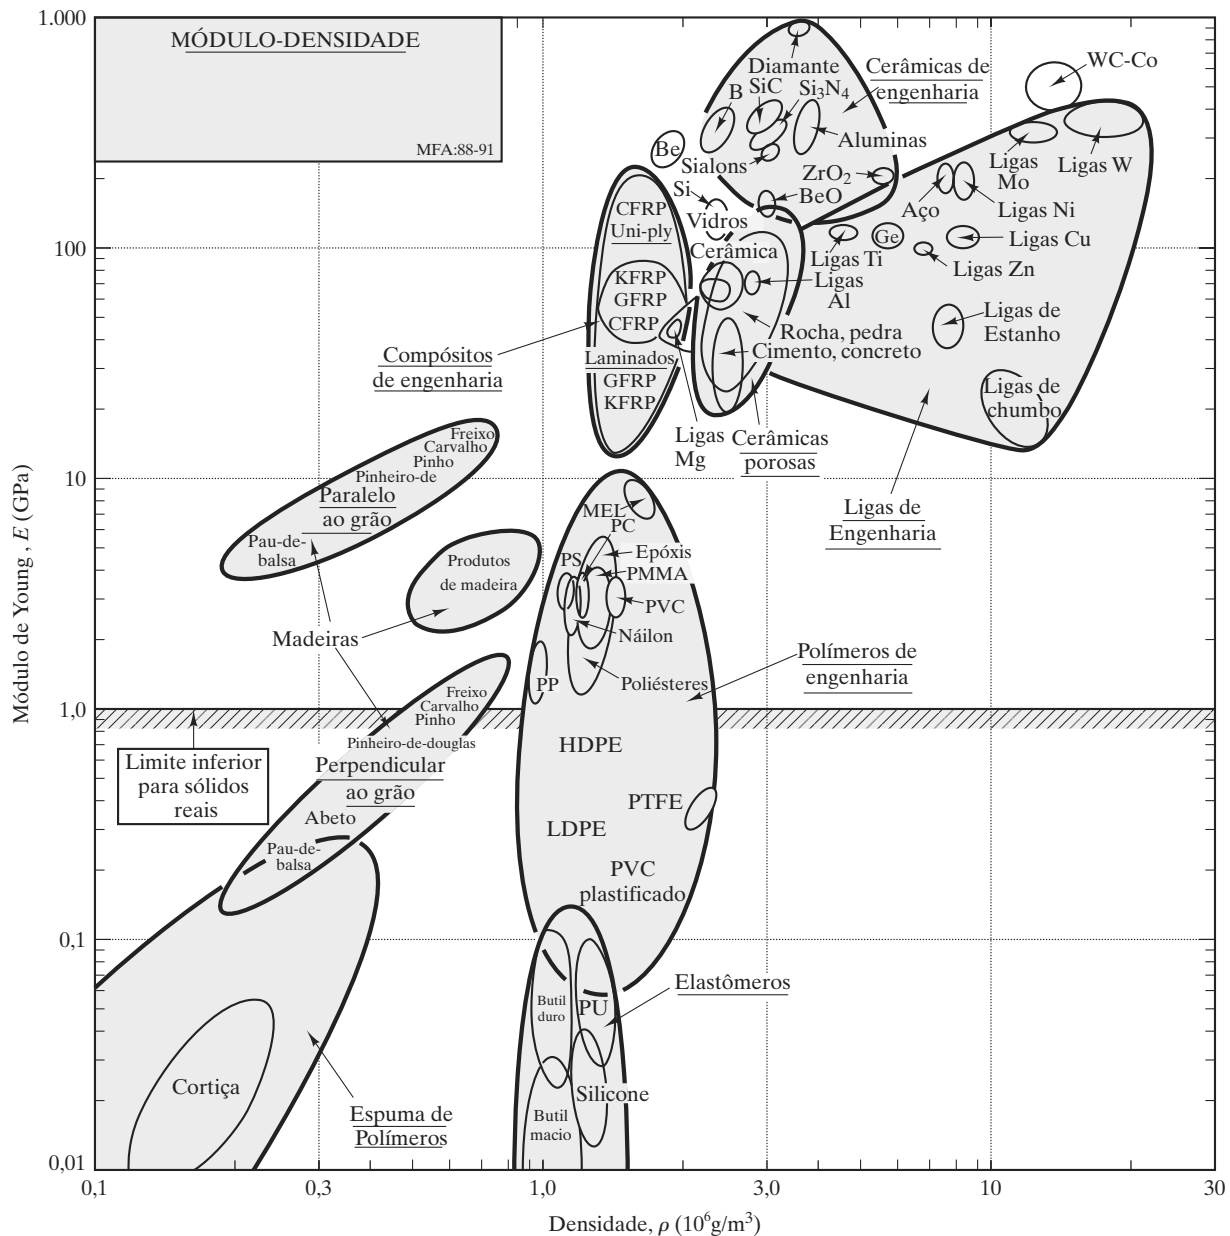 MÓDULO-DENSIDADE
MFA:88-91
Diamante
Cerâmicas de
engenharia
WC-Co
B
SiC
Si3N4
Aluminas
Be
Sialons
ZrO2
BeO
Ligas
Mo
Ligas W
Si
Vidros
Aço
Ligas Ni
CFRP
Uni-ply
Cerâmica
Ligas Ti
Ge
Ligas Cu
Ligas Zn
KFRP
GFRP
CFRP
Ligas
Al
Ligas de
Estanho
Rocha, pedra
Cimento, concreto
Compósitos
de engenharia
Laminados
GFRP
KFRP
Ligas de
chumbo
Ligas
Mg
Cerâmicas
porosas
Ligas de
Engenharia
Freixo
Carvalho
Pinho
Pinheiro-de
Paralelo
ao grão
Pau-de-
balsa
MEL
PC
PS
Epóxis
PMMA
PVC
Náilon
Poliésteres
PP
Produtos
de madeira
Madeiras
Polímeros de
engenharia
Freixo
Carvalho
Pinho
Pinheiro-de-douglas
Perpendicular
ao grão
Limite inferior
para sólidos
reais
Abeto
Pau-de-
balsa
HDPE
PTFE
LDPE
PVC
plastificado
Elastômeros
Butil
duro
PU
Silicone
Butil
macio
Cortiça
Espuma de
Polímeros
1.000
100
10
1,0
0,1
0,01
Módulo de Young , E (GPa)
0,1
0,3
1,0
3,0
10
30
Densidade, ρ (10⁶g/m³)